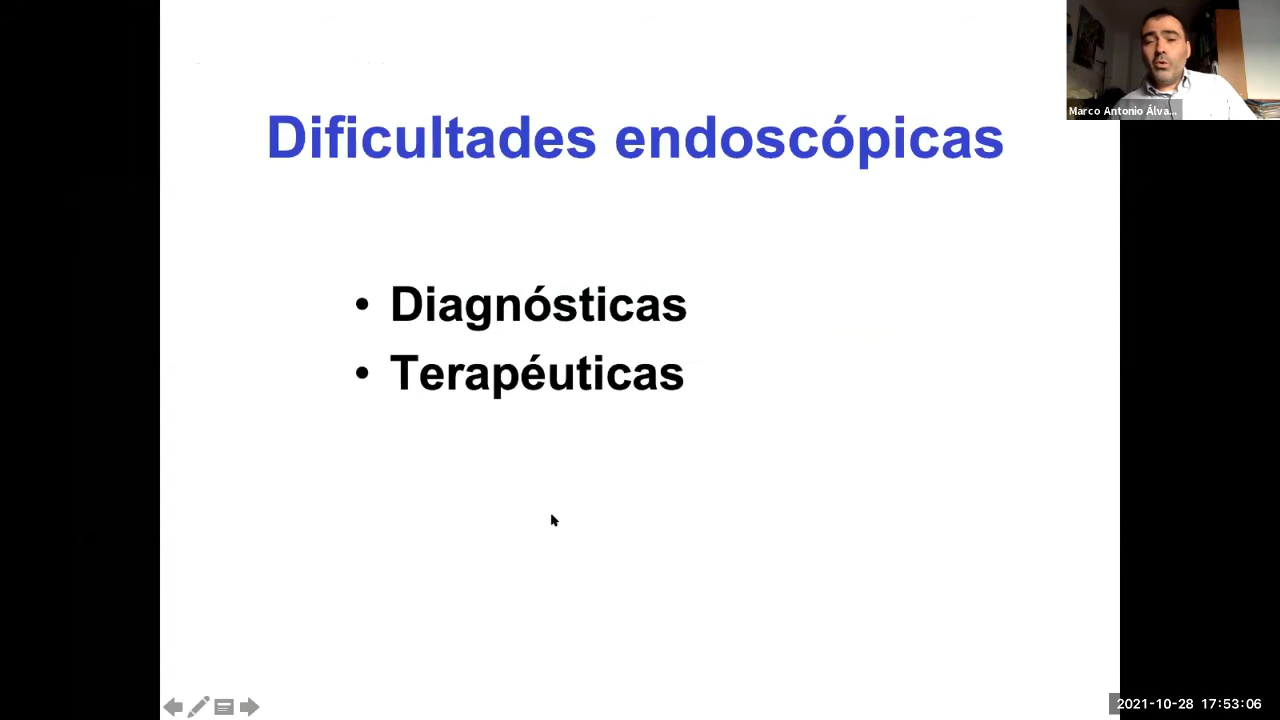 Dificultades endoscópicas
• Diagnósticas
• Terapéuticas
Marco Antonio Álva...
2021-10-28 17:53:06